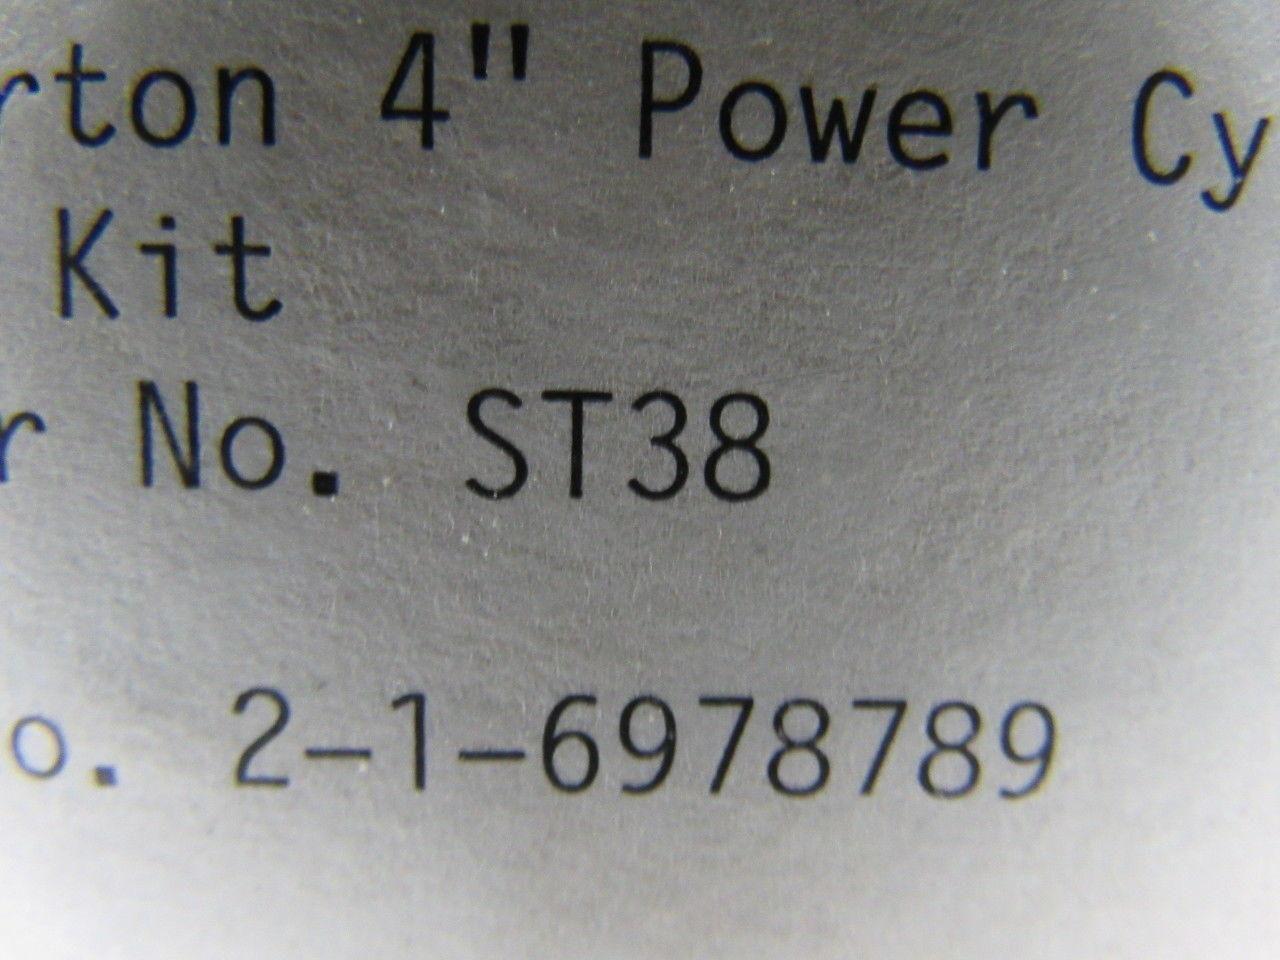 rton 4" Power Cy
Kit
r No. ST38
o. 2-1-6978789